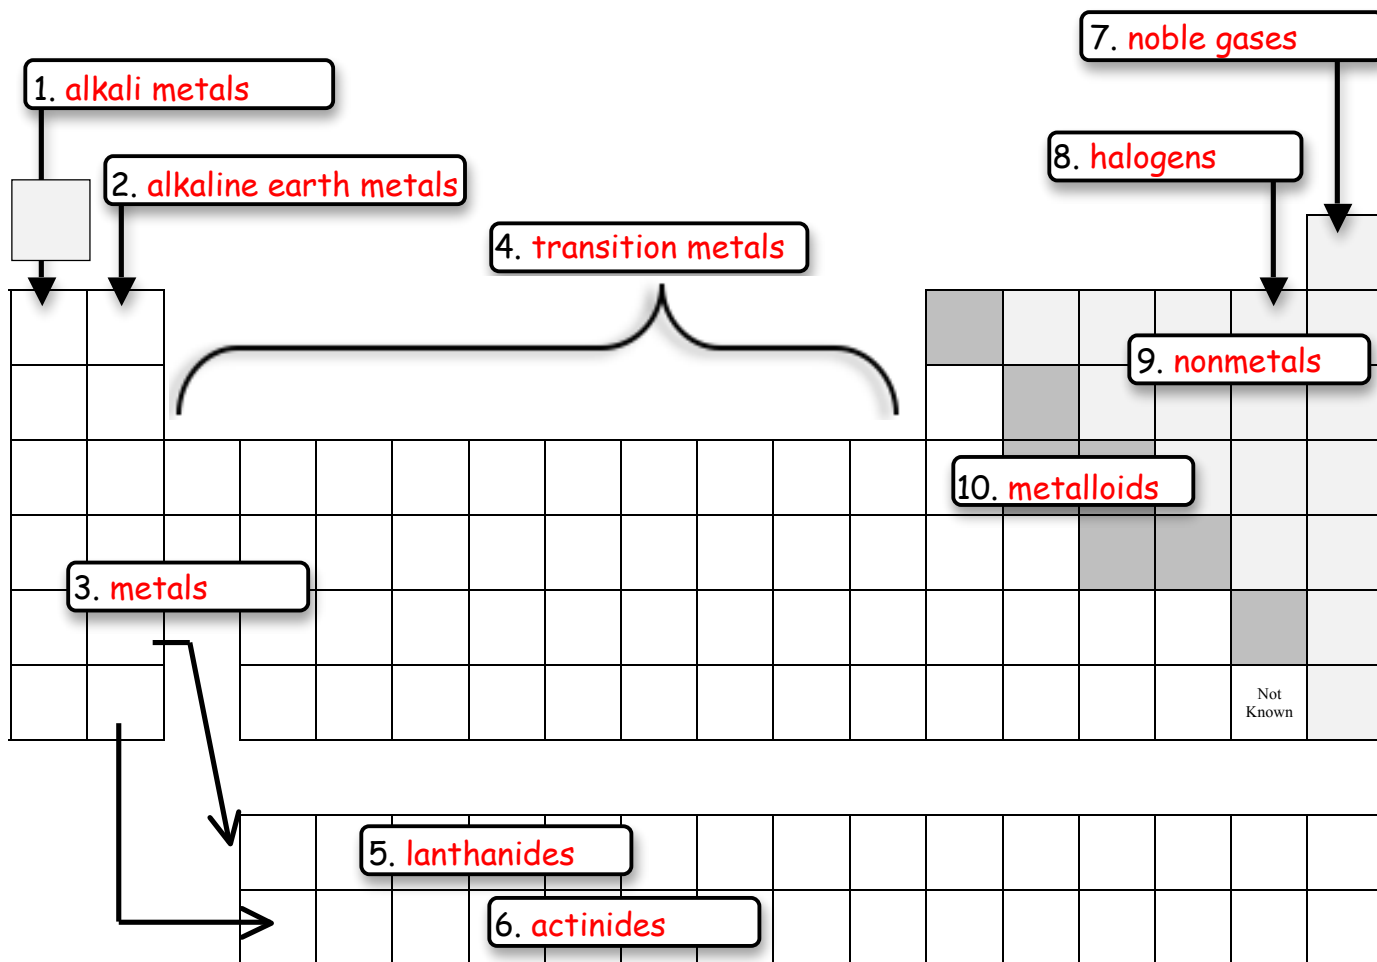 7. noble gases
1. alkali metals
8. halogens
2. alkaline earth metals
4. transition metals
9. nonmetals
10. metalloids
3. metals
Not
Known
5. lanthanides
6. actinides